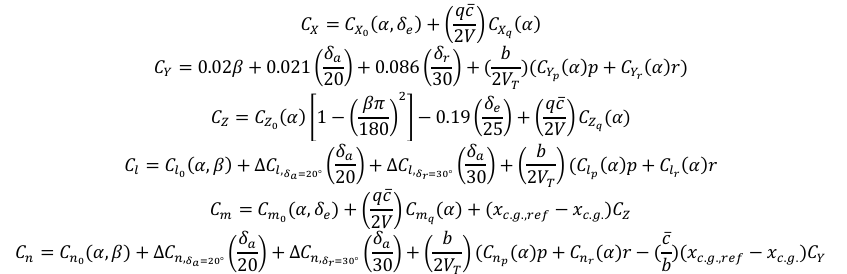 C_X = C_{X_0}(α, δ_e) + (qc̄/2V) C_{X_q}(α)
C_Y = 0.02β + 0.021 (δ_a/20) + 0.086 (δ_r/30) + (b/2V_T)(C_{Y_p}(α)p + C_{Y_r}(α)r)
C_Z = C_{Z_0}(α) [1 − (βπ/180)^2] − 0.19 (δ_e/25) + (qc̄/2V) C_{Z_q}(α)
C_l = C_{l_0}(α, β) + ΔC_{l,δ_a=20°} (δ_a/20) + ΔC_{l,δ_r=30°} (δ_a/30) + (b/2V_T) (C_{l_p}(α)p + C_{l_r}(α)r
C_m = C_{m_0}(α, δ_e) + (qc̄/2V) C_{m_q}(α) + (x_{c.g.,ref} − x_{c.g.})C_Z
C_n = C_{n_0}(α, β) + ΔC_{n,δ_a=20°} (δ_a/20) + ΔC_{n,δ_r=30°} (δ_a/30) + (b/2V_T) (C_{n_p}(α)p + C_{n_r}(α)r − (c̄/b)(x_{c.g.,ref} − x_{c.g.})C_Y